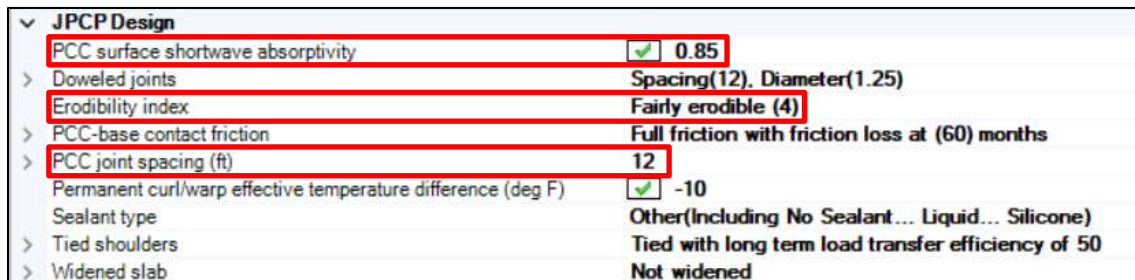 JPCP Design
PCC surface shortwave absorptivity 0.85
Doweled joints Spacing(12), Diameter(1.25)
Erodibility index Fairly erodible (4)
PCC-base contact friction Full friction with friction loss at (60) months
PCC joint spacing (ft) 12
Permanent curl/warp effective temperature difference (deg F) -10
Sealant type Other(Including No Sealant... Liquid... Silicone)
Tied shoulders Tied with long term load transfer efficiency of 50
Widened slab Not widened